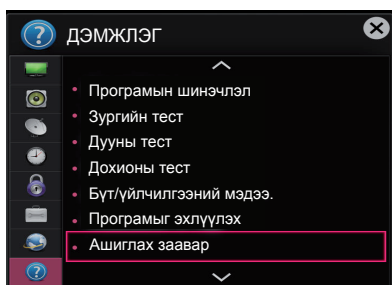 ДЭМЖЛЭГ
Програмын шинэчлэл
Зургийн тест
Дууны тест
Дохионы тест
Бүт/үйлчилгээний мэдээ.
Програмыг эхлүүлэх
Ашиглах заавар